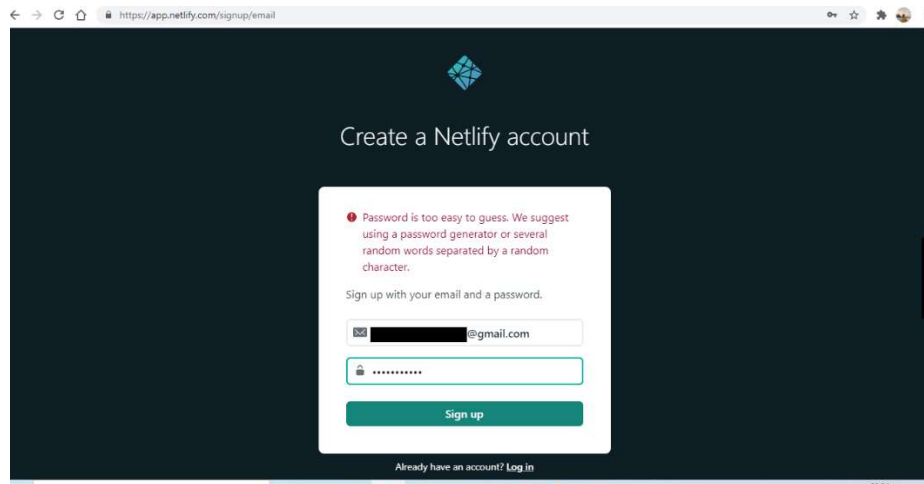 https://app.netlify.com/signup/email
Create a Netlify account
Password is too easy to guess. We suggest
using a password generator or several
random words separated by a random
character.
Sign up with your email and a password.
@gmail.com
•••••••••••
Sign up
Already have an account? Log in